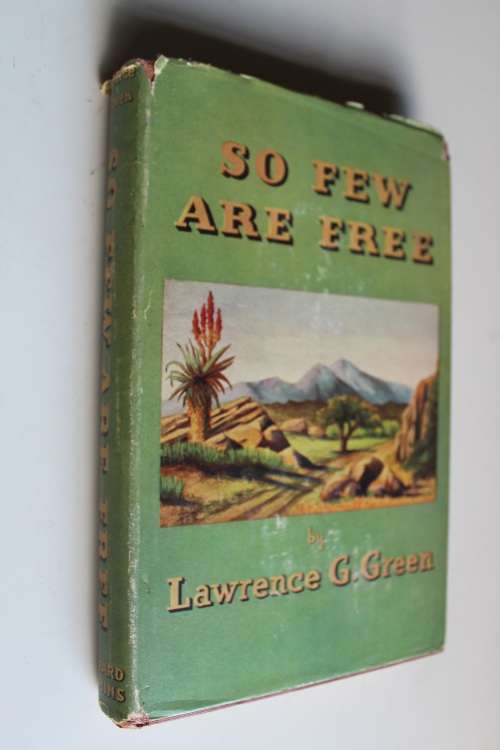 SO FEW
ARE FREE
by
Lawrence G. Green
SO FEW ARE FREE